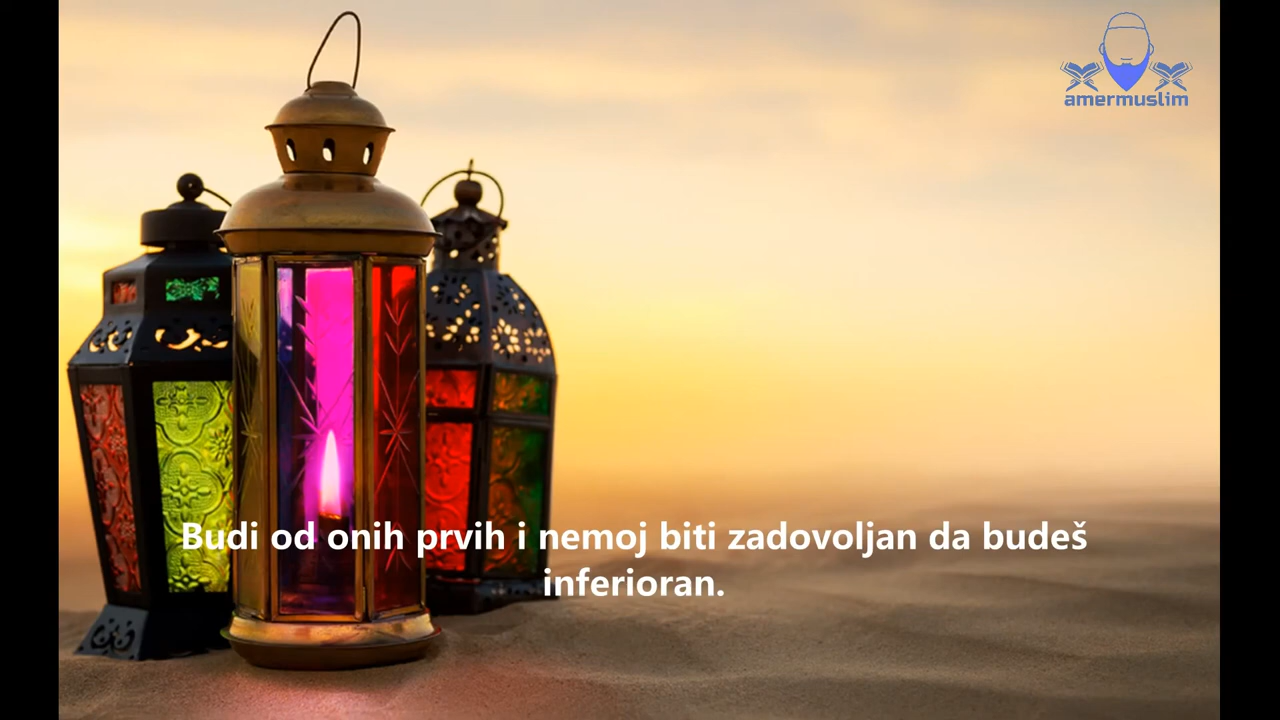 amermuslim
Budi od onih prvih i nemoj biti zadovoljan da budeš
inferioran.